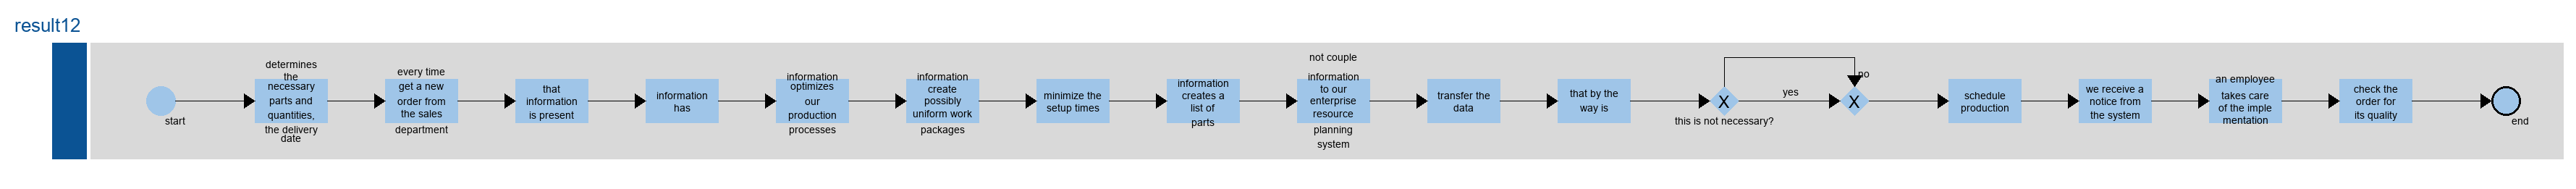 result12
start
determines
the
necessary
parts and
quantities,
the delivery
date
every time
get a new
order from
the sales
department
that
information
is present
information
has
information
optimizes
our
production
processes
information
create
possibly
uniform work
packages
minimize the
setup times
information
creates a
list of
parts
not couple
information
to our
enterprise
resource
planning
system
transfer the
data
that by the
way is
X
this is not necessary?
yes
no
X
schedule
production
we receive a
notice from
the system
an employee
takes care
of the imple
mentation
check the
order for
its quality
end